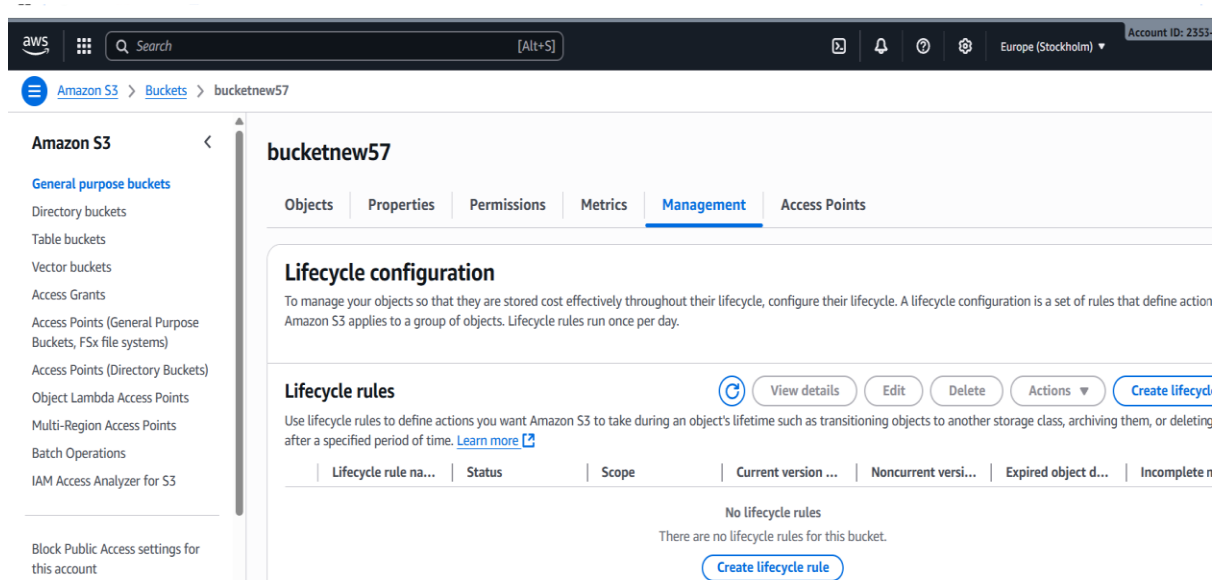 aws
Search [Alt+S]
Europe (Stockholm) ▼
Account ID: 2353-
Amazon S3 > Buckets > bucketnew57
Amazon S3
General purpose buckets
Directory buckets
Table buckets
Vector buckets
Access Grants
Access Points (General Purpose
Buckets, FSx file systems)
Access Points (Directory Buckets)
Object Lambda Access Points
Multi-Region Access Points
Batch Operations
IAM Access Analyzer for S3
Block Public Access settings for
this account
bucketnew57
Objects Properties Permissions Metrics Management Access Points
Lifecycle configuration
To manage your objects so that they are stored cost effectively throughout their lifecycle, configure their lifecycle. A lifecycle configuration is a set of rules that define action
Amazon S3 applies to a group of objects. Lifecycle rules run once per day.
Lifecycle rules
View details Edit Delete Actions ▼ Create lifecycl
Use lifecycle rules to define actions you want Amazon S3 to take during an object's lifetime such as transitioning objects to another storage class, archiving them, or deleting
after a specified period of time. Learn more
Lifecycle rule na... Status Scope Current version ... Noncurrent versi... Expired object d... Incomplete
No lifecycle rules
There are no lifecycle rules for this bucket.
Create lifecycle rule